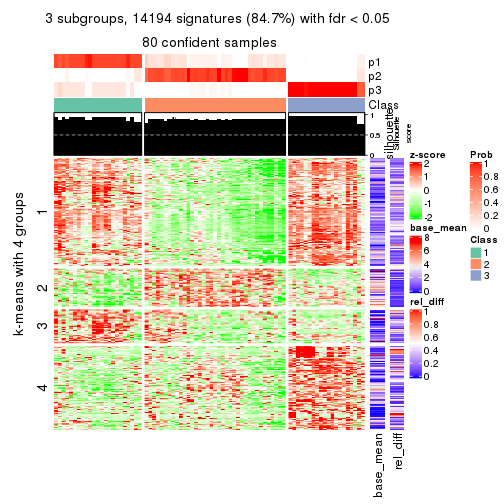 3 subgroups, 14194 signatures (84.7%) with fdr < 0.05
80 confident samples
p1
p2
p3
Class
1
0.5
0
silhouette
Silhouette
score
k-means with 4 groups
1
2
3
4
base_mean
rel_diff
z-score
2
1
0
-1
-2
base_mean
8
6
4
2
0
rel_diff
1
0.8
0.6
0.4
0.2
0
Prob
1
0.8
0.6
0.4
0.2
0
Class
1
2
3